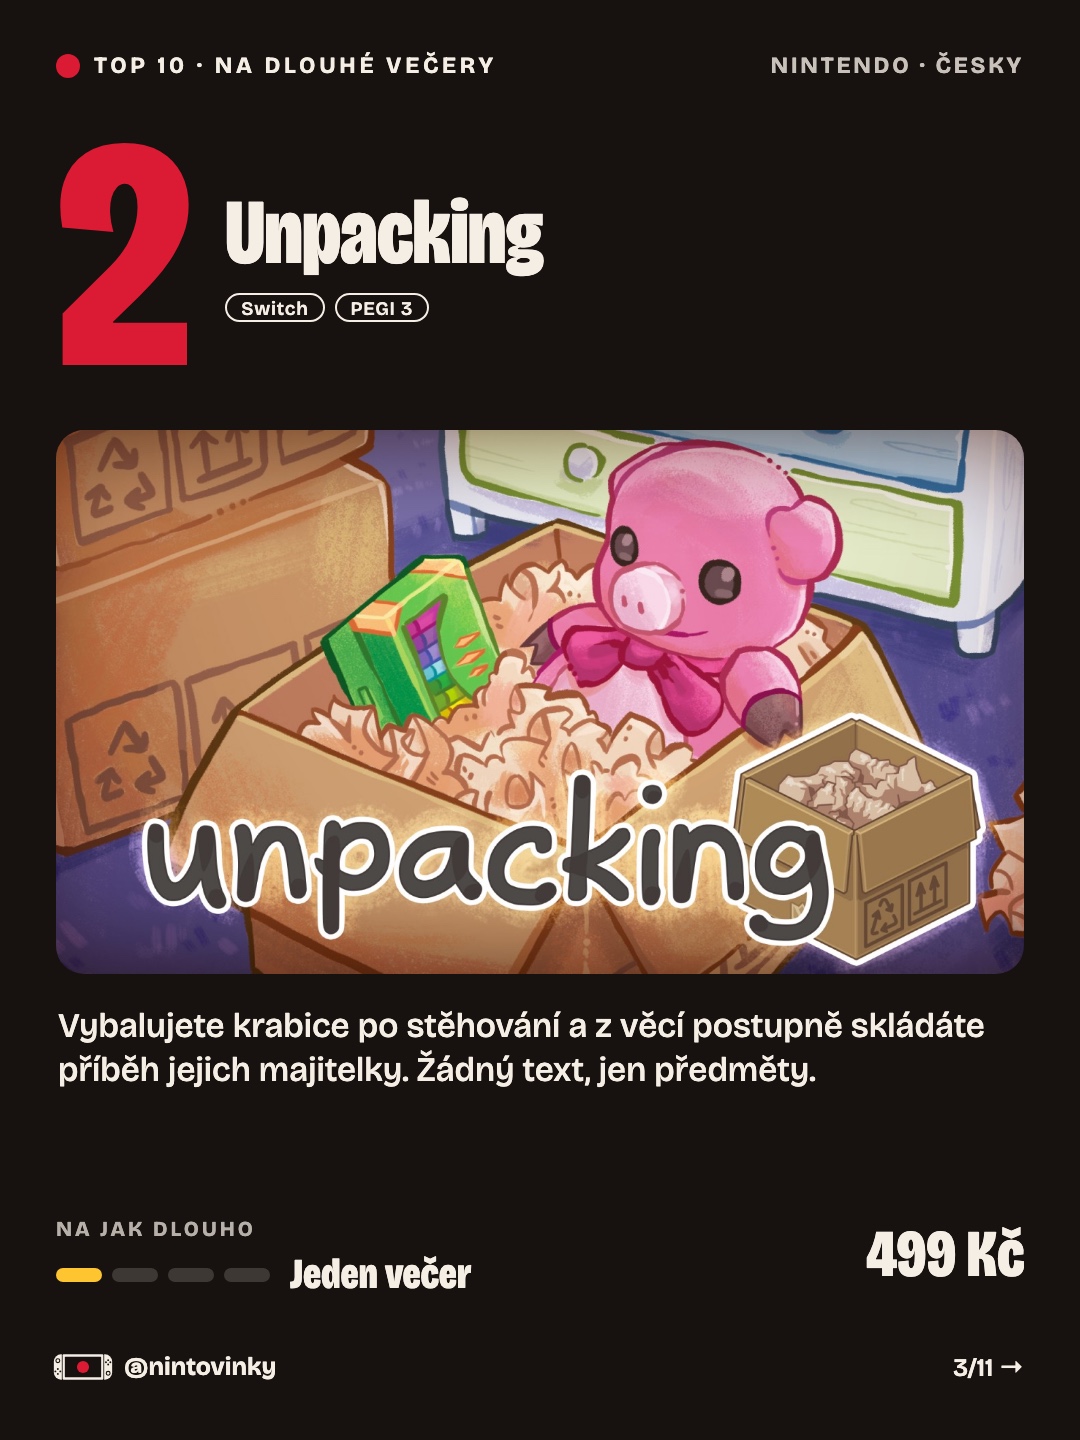 TOP 10 · NA DLOUHÉ VEČERY
NINTENDO · ČESKY
2
Unpacking
Switch
PEGI 3
unpacking
Vybalujete krabice po stěhování a z věcí postupně skládáte
příběh jejich majitelky. Žádný text, jen předměty.
NA JAK DLOUHO
Jeden večer
499 Kč
@nintovinky
3/11 →